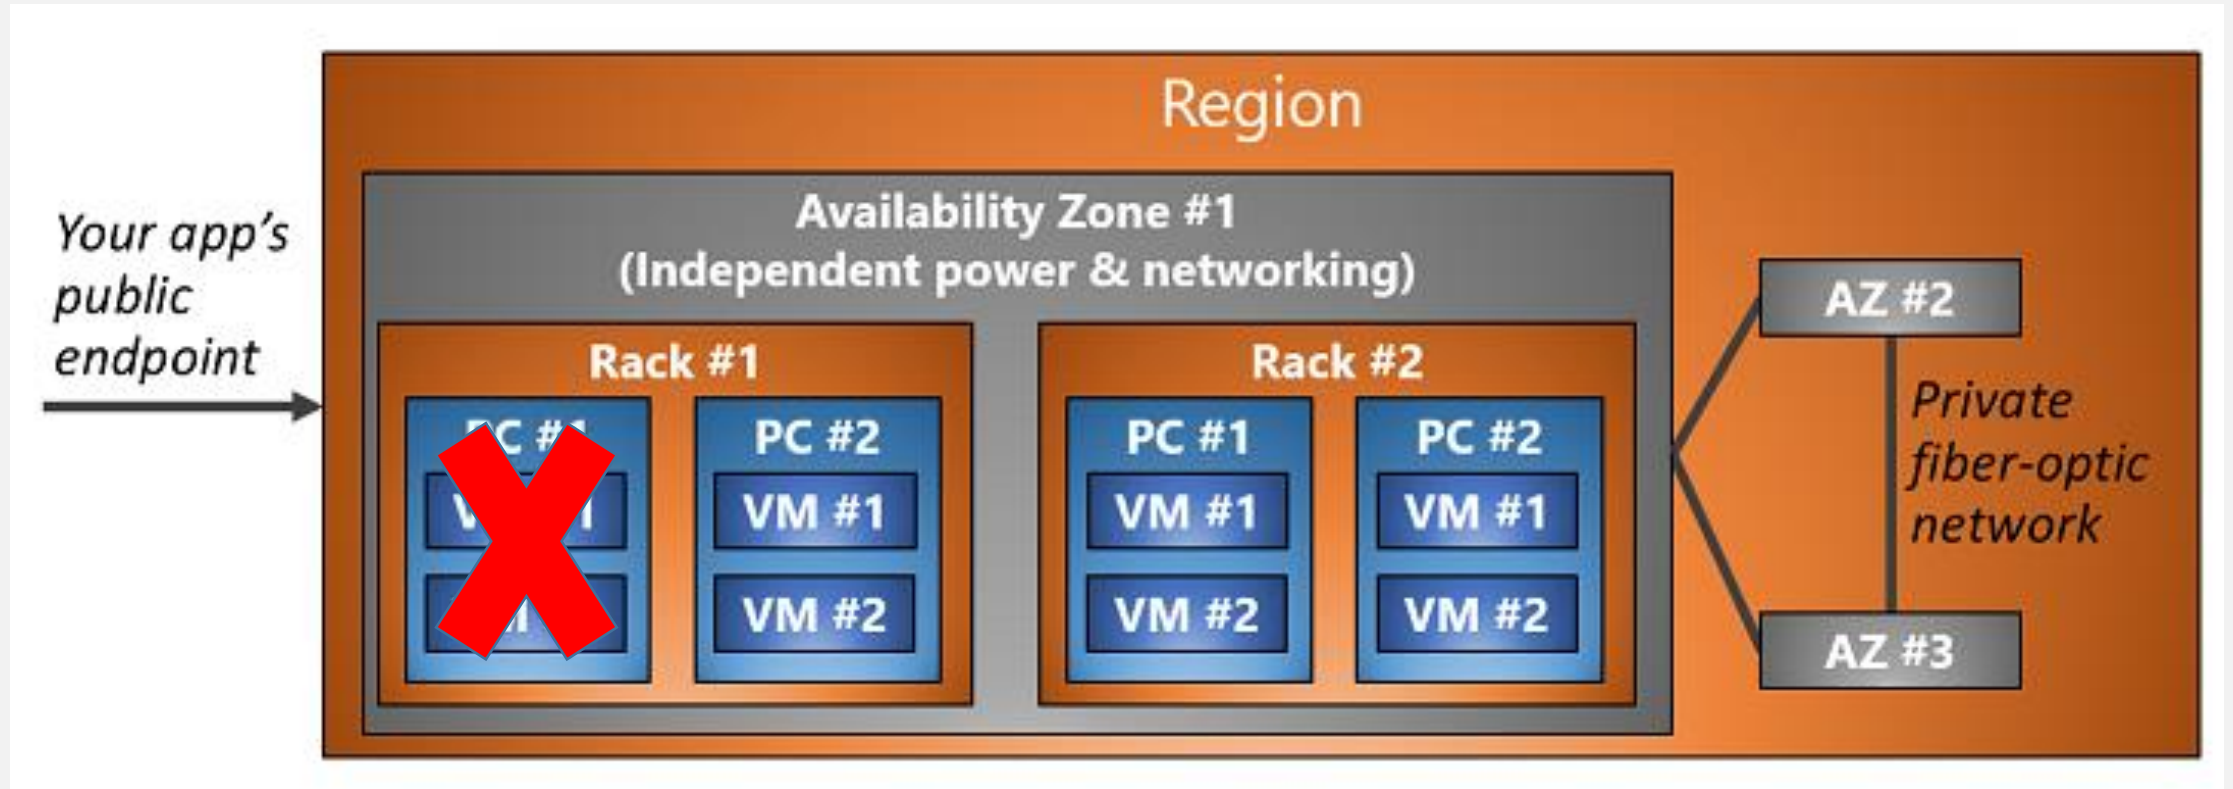 Region
Your app's
public
endpoint
Availability Zone #1
(Independent power & networking)
Rack #1
PC #1
PC #2
VM #1
VM #2
Rack #2
PC #1
VM #1
VM #2
PC #2
VM #1
VM #2
AZ #2
Private
fiber-optic
network
AZ #3